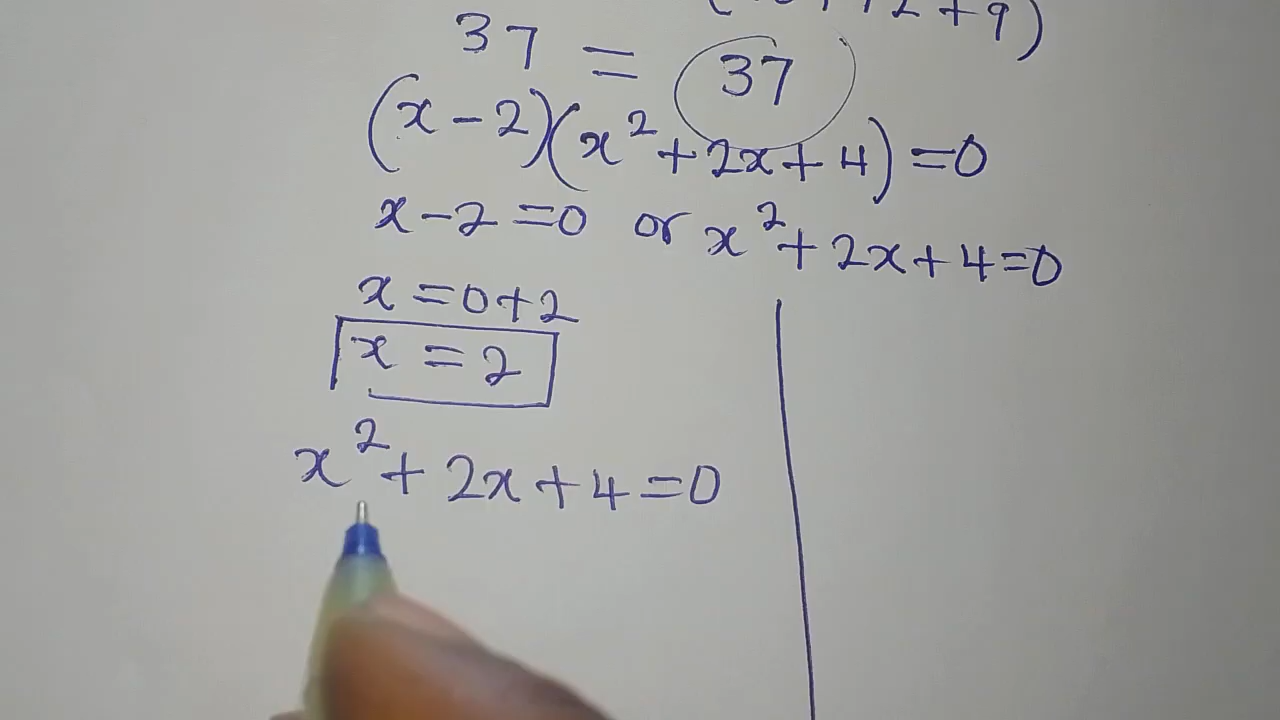 + 9)
37 = 37
(x - 2)(x² + 2x + 4) = 0
x - 2 = 0 or x² + 2x + 4 = 0
x = 0 + 2
x = 2
x² + 2x + 4 = 0